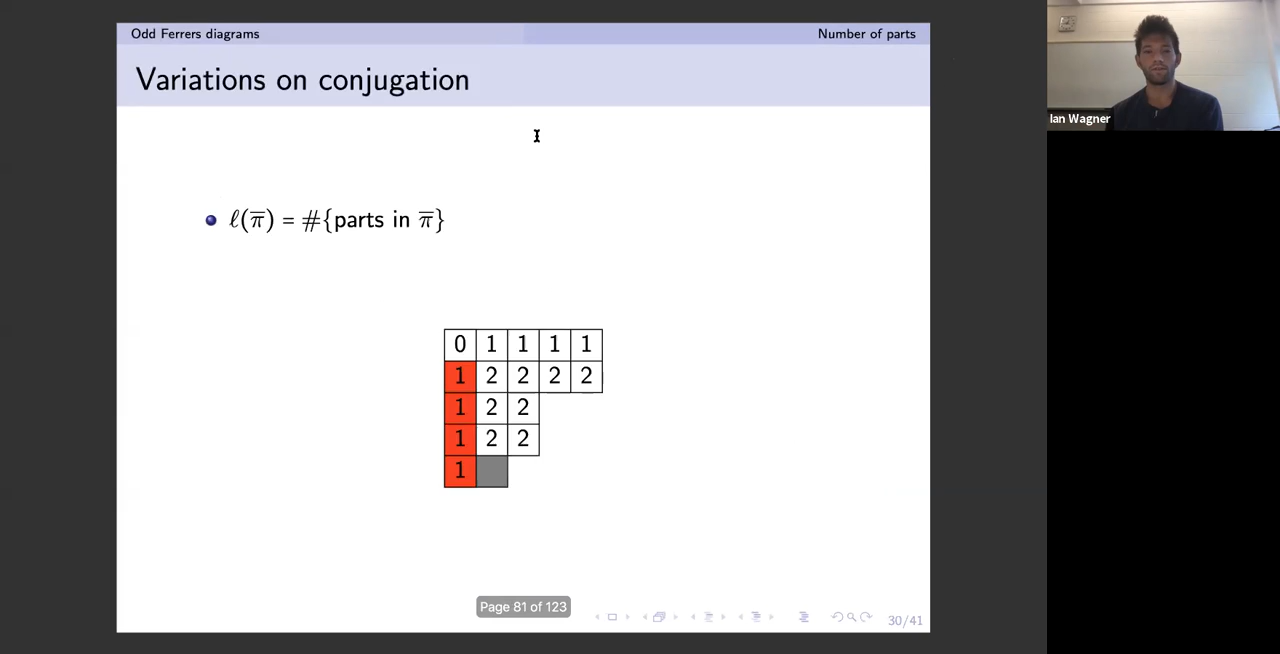 Odd Ferrers diagrams
Number of parts
Variations on conjugation
Ian Wagner
ℓ(π̅) = #{parts in π̅}
0 1 1 1 1
1 2 2 2 2
1 2 2
1 2 2
1
Page 81 of 123
30/41